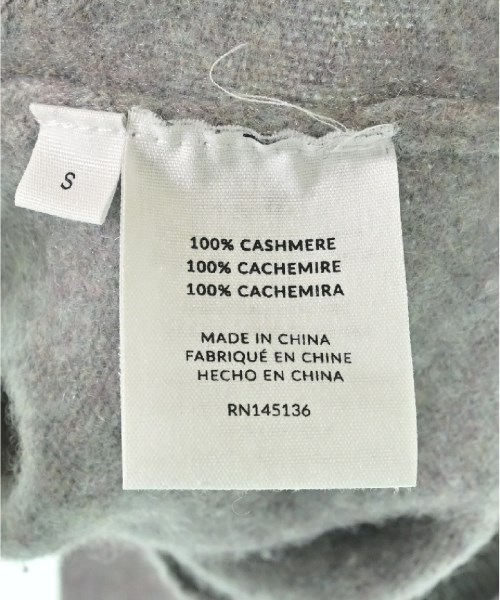 S
100% CASHMERE
100% CACHEMIRE
100% CACHEMIRA
MADE IN CHINA
FABRIQUÉ EN CHINE
HECHO EN CHINA
RN145136